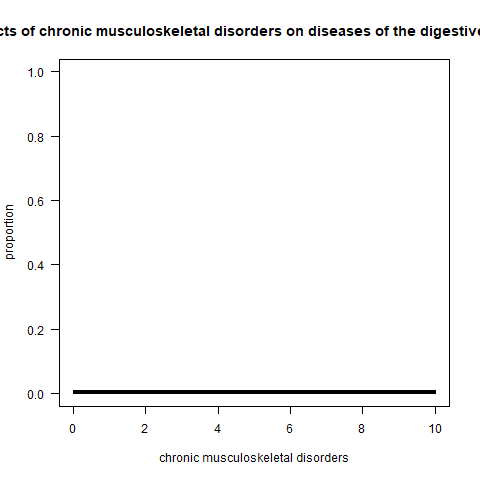 cts of chronic musculoskeletal disorders on diseases of the digestive
1.0
0.8
0.6
0.4
0.2
0.0
proportion
0 2 4 6 8 10
chronic musculoskeletal disorders